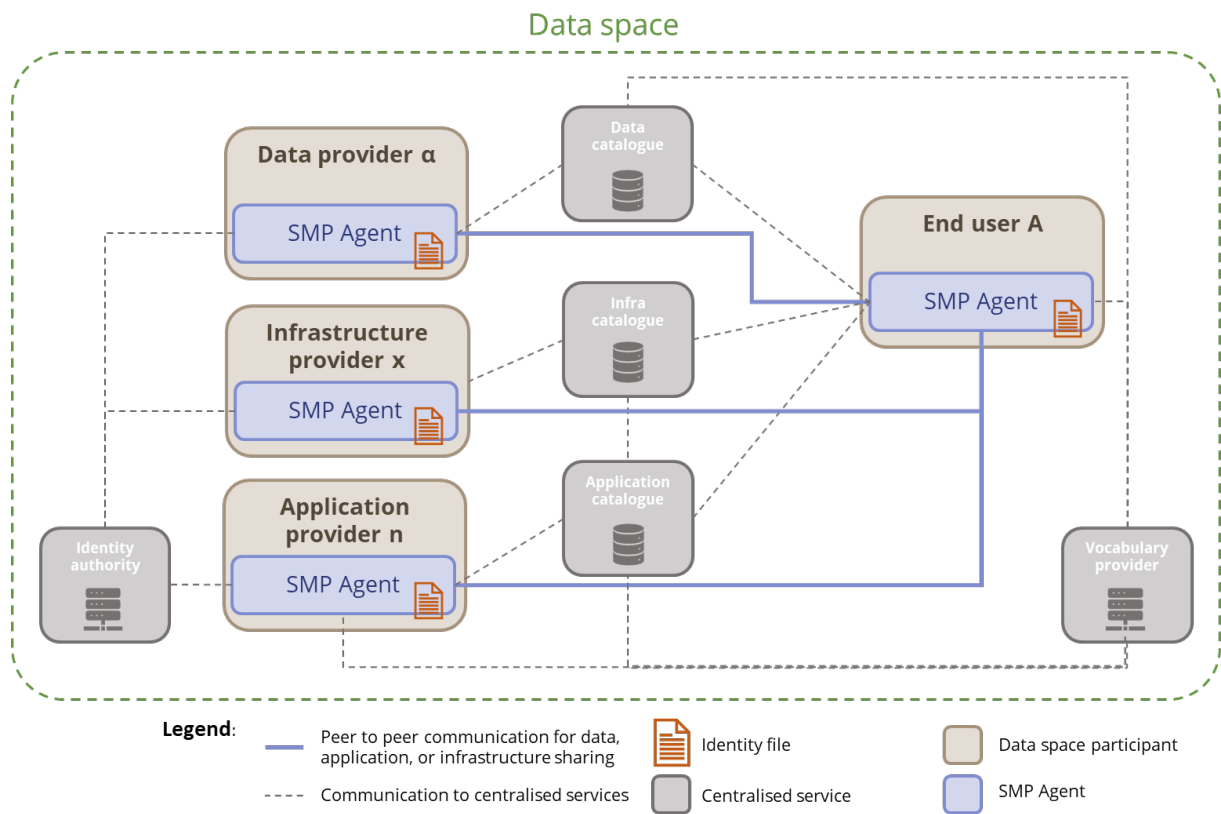 Data space
Data provider α
SMP Agent
Data
catalogue
End user A
SMP Agent
Infrastructure
provider x
SMP Agent
Infra
catalogue
Application
provider n
SMP Agent
Application
catalogue
Identity
authority
Vocabulary
provider
Legend:
Peer to peer communication for data,
application, or infrastructure sharing
Communication to centralised services
Identity file
Centralised service
Data space participant
SMP Agent